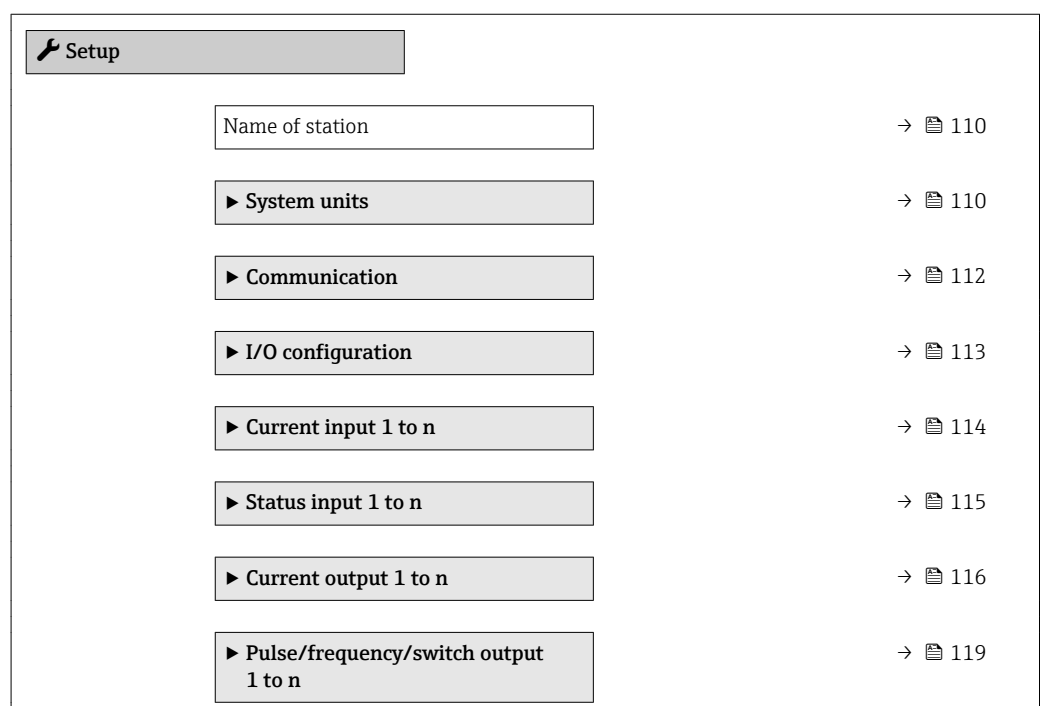 Setup
Name of station → 110
▶ System units → 110
▶ Communication → 112
▶ I/O configuration → 113
▶ Current input 1 to n → 114
▶ Status input 1 to n → 115
▶ Current output 1 to n → 116
▶ Pulse/frequency/switch output → 119
1 to n